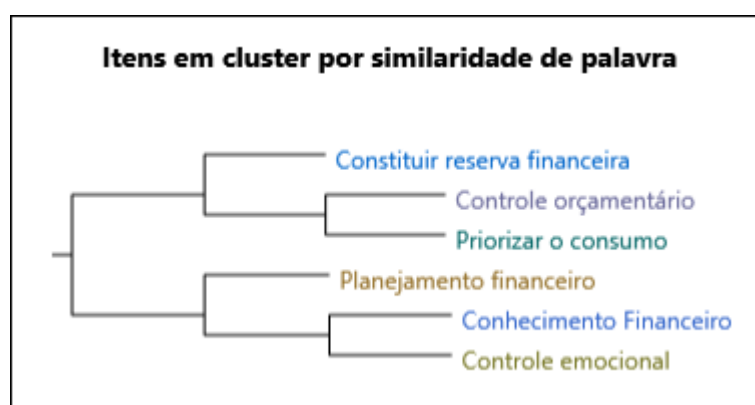 Itens em cluster por similaridade de palavra
Constituir reserva financeira
Controle orçamentário
Priorizar o consumo
Planejamento financeiro
Conhecimento Financeiro
Controle emocional